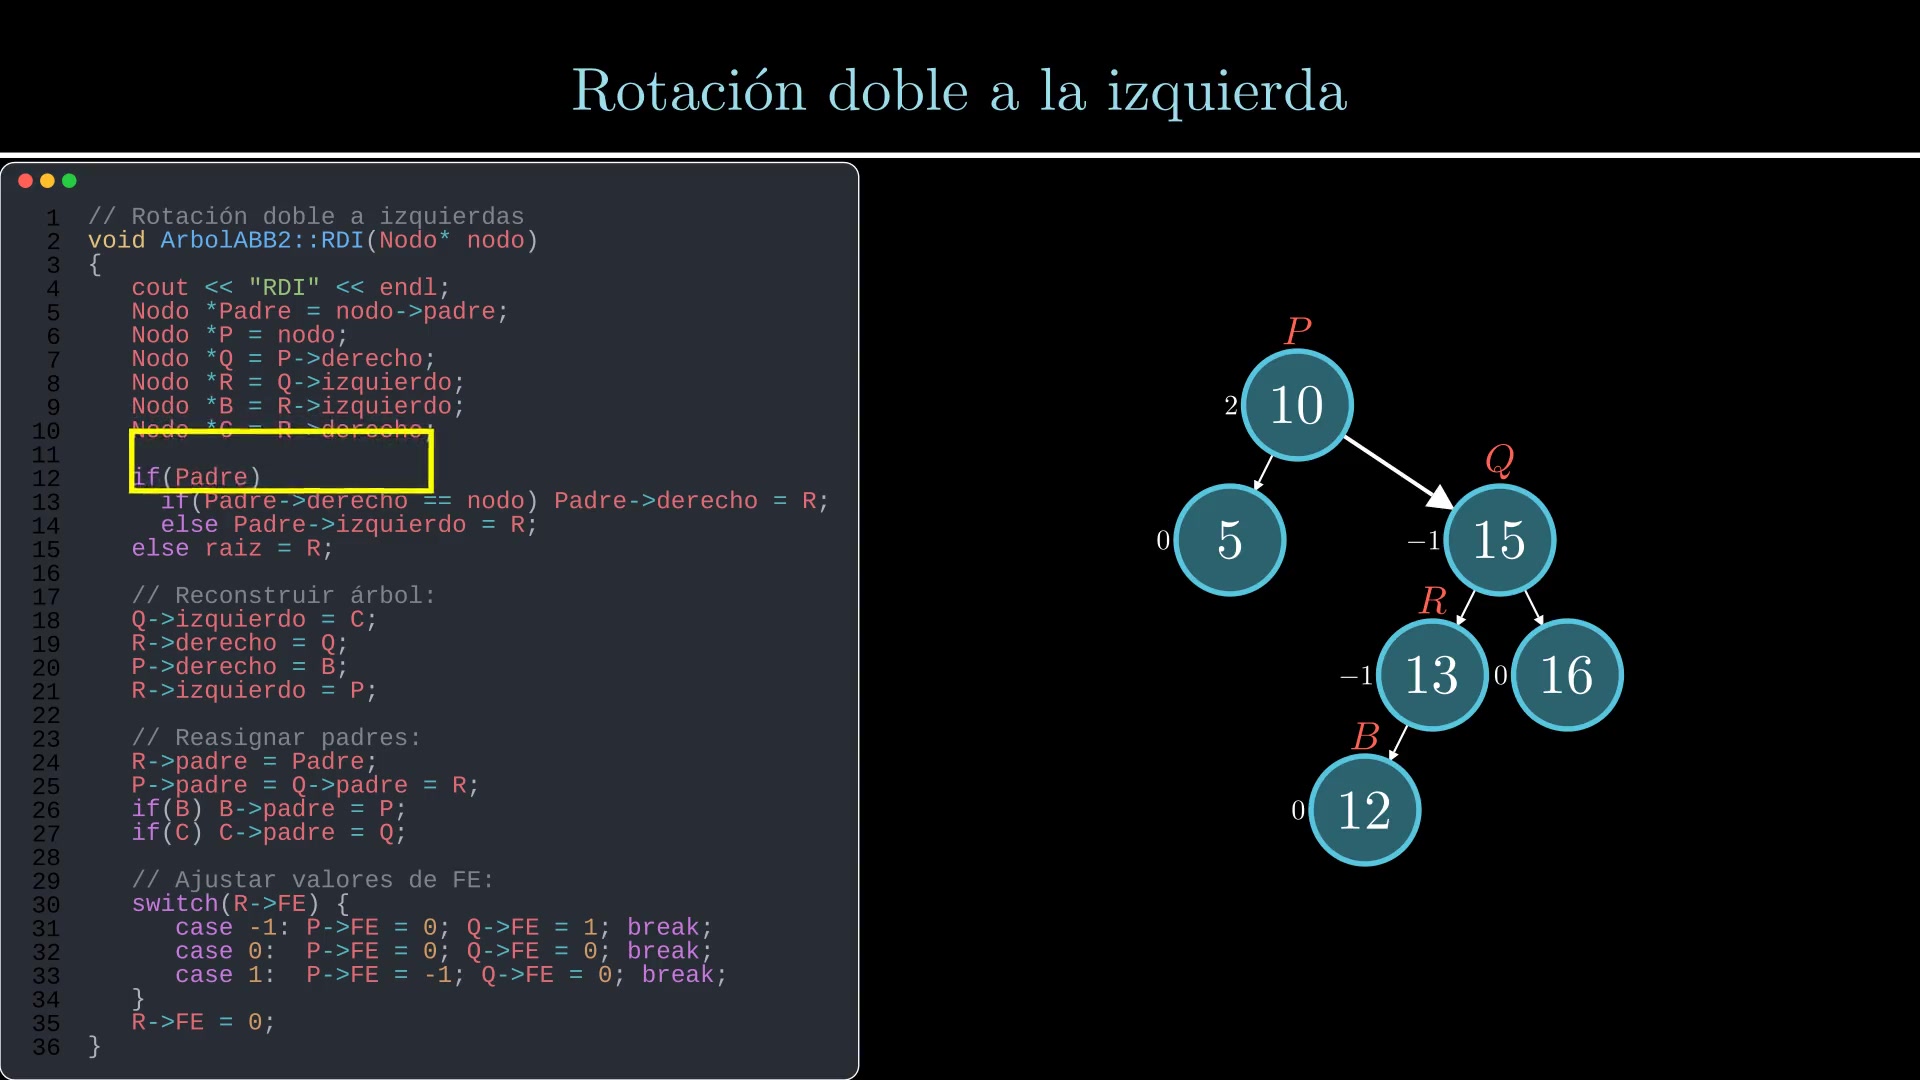 Rotación doble a la izquierda
1 // Rotación doble a izquierdas
2 void ArbolABB2::RDI(Nodo* nodo)
3 {
4 cout << "RDI" << endl;
5 Nodo *Padre = nodo->padre;
6 Nodo *P = nodo;
7 Nodo *Q = P->derecho;
8 Nodo *R = Q->izquierdo;
9 Nodo *B = R->izquierdo;
10 Nodo *C = R->derecho;
11
12 if(Padre)
13 if(Padre->derecho == nodo) Padre->derecho = R;
14 else Padre->izquierdo = R;
15 else raiz = R;
16
17 // Reconstruir árbol:
18 Q->izquierdo = C;
19 R->derecho = Q;
20 P->derecho = B;
21 R->izquierdo = P;
22
23 // Reasignar padres:
24 R->padre = Padre;
25 P->padre = Q->padre = R;
26 if(B) B->padre = P;
27 if(C) C->padre = Q;
28
29 // Ajustar valores de FE:
30 switch(R->FE) {
31 case -1: P->FE = 0; Q->FE = 1; break;
32 case 0: P->FE = 0; Q->FE = 0; break;
33 case 1: P->FE = -1; Q->FE = 0; break;
34 }
35 R->FE = 0;
36 }
P
2 10
Q
0 5 −1 15
R
−1 13 0 16
B
0 12